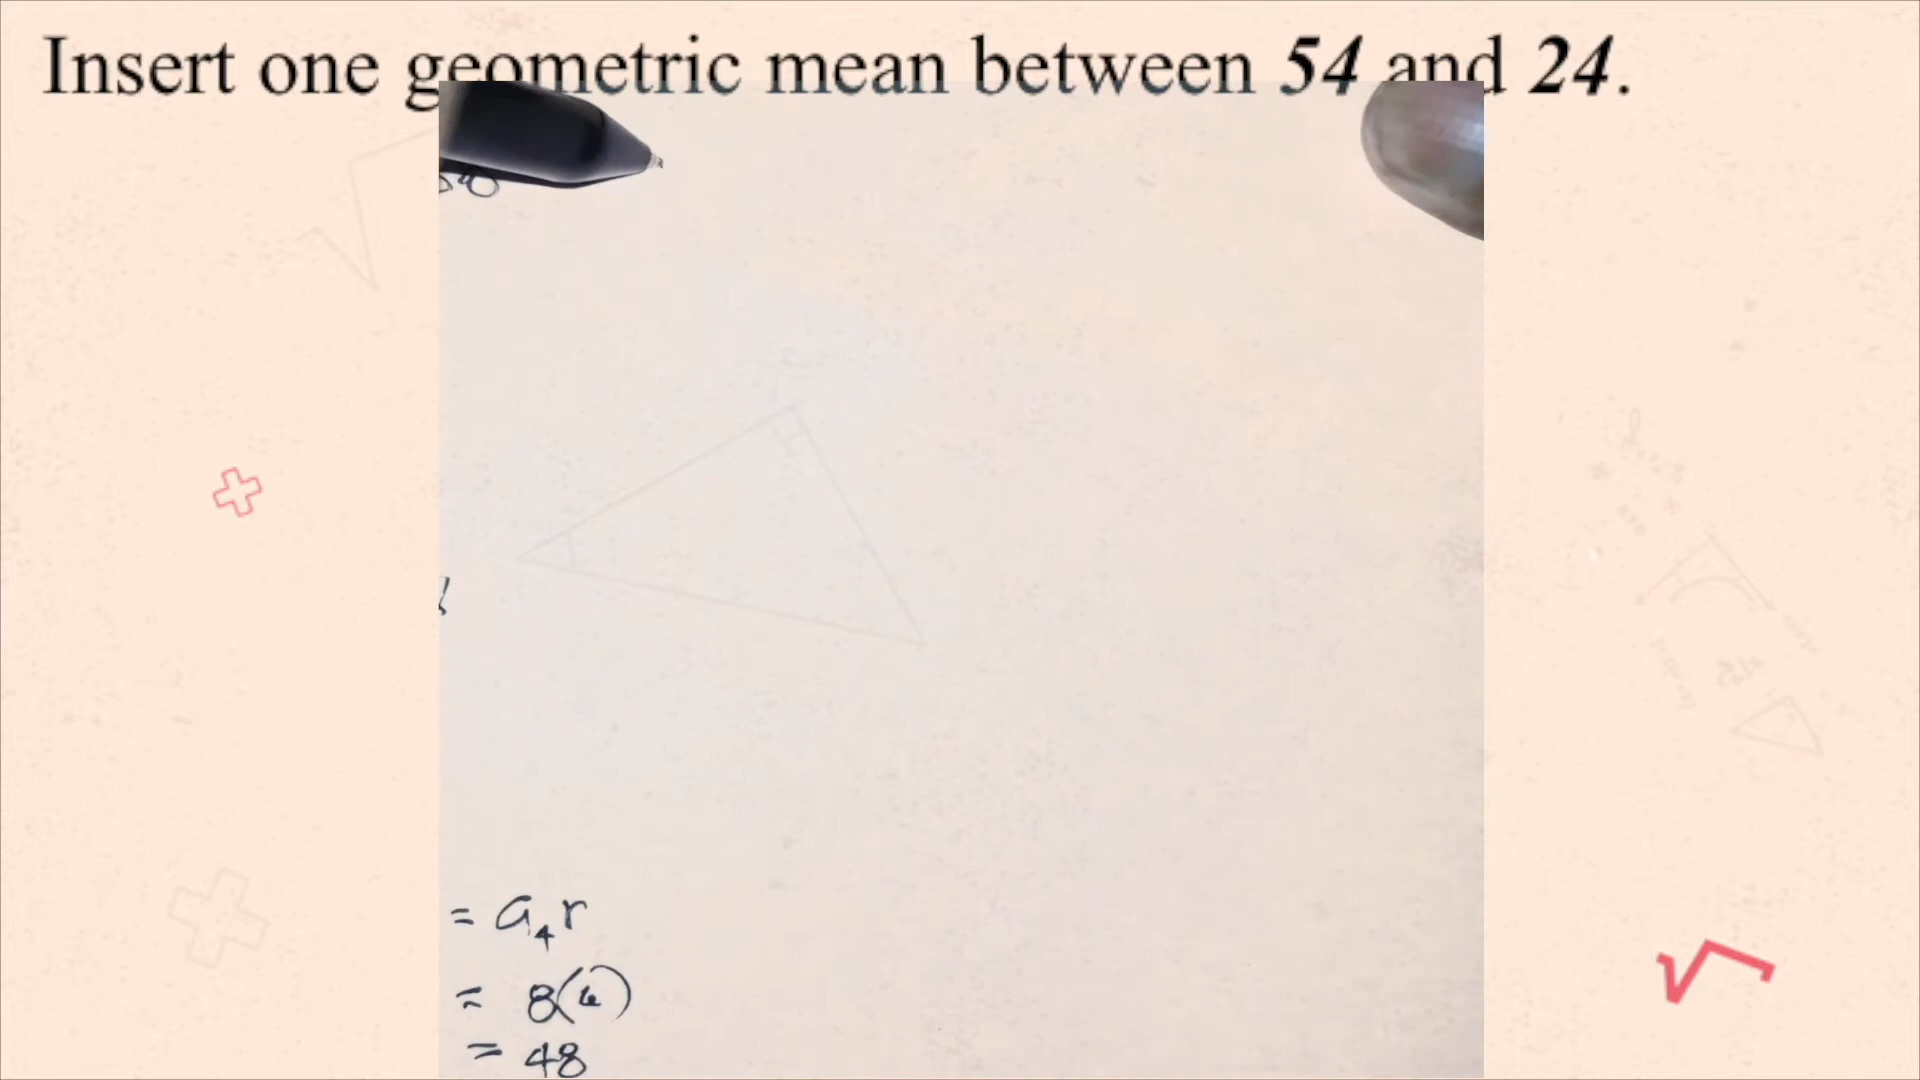 Insert one geometric mean between 54 and 24.
= a₄r
= 8(6)
= 48